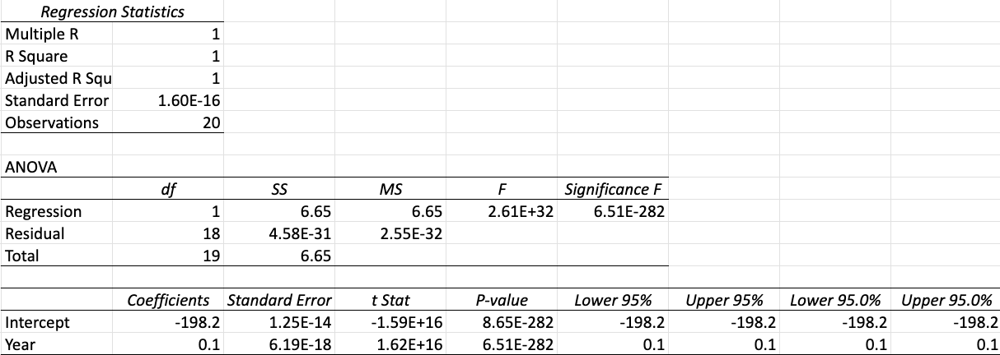 Regression Statistics
Multiple R 1
R Square 1
Adjusted R Squ 1
Standard Error 1.60E-16
Observations 20
ANOVA
df SS MS F Significance F
Regression 1 6.65 6.65 2.61E+32 6.51E-282
Residual 18 4.58E-31 2.55E-32
Total 19 6.65
Coefficients Standard Error t Stat P-value Lower 95% Upper 95% Lower 95.0% Upper 95.0%
Intercept -198.2 1.25E-14 -1.59E+16 8.65E-282 -198.2 -198.2 -198.2 -198.2
Year 0.1 6.19E-18 1.62E+16 6.51E-282 0.1 0.1 0.1 0.1